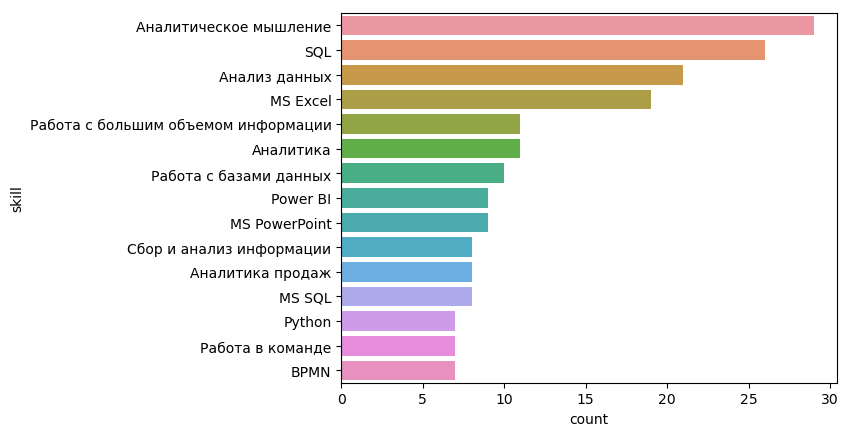 Аналитическое мышление
SQL
Анализ данных
MS Excel
Работа с большим объемом информации
Аналитика
Работа с базами данных
Power BI
MS PowerPoint
Сбор и анализ информации
Аналитика продаж
MS SQL
Python
Работа в команде
BPMN
skill
0 5 10 15 20 25 30
count